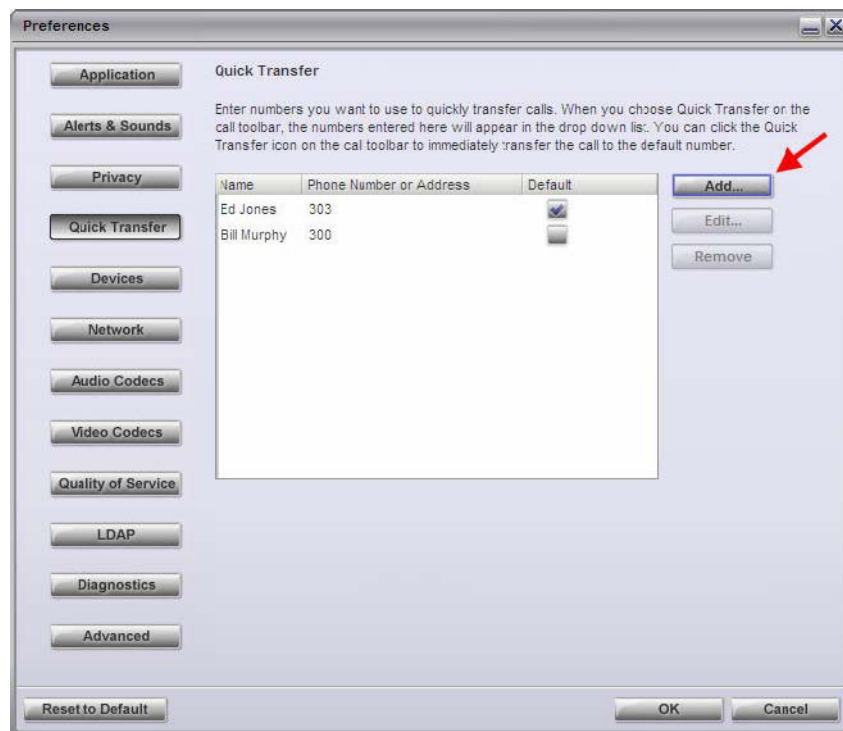 Preferences
Application
Alerts & Sounds
Privacy
Quick Transfer
Devices
Network
Audio Codecs
Video Codecs
Quality of Service
LDAP
Diagnostics
Advanced
Quick Transfer
Enter numbers you want to use to quickly transfer calls. When you choose Quick Transfer on the
call toolbar, the numbers entered here will appear in the drop down list. You can click the Quick
Transfer icon on the cal toolbar to immediately transfer the call to the default number.
Name Phone Number or Address Default
Ed Jones 303
Bill Murphy 300
Add...
Edit...
Remove
Reset to Default OK Cancel